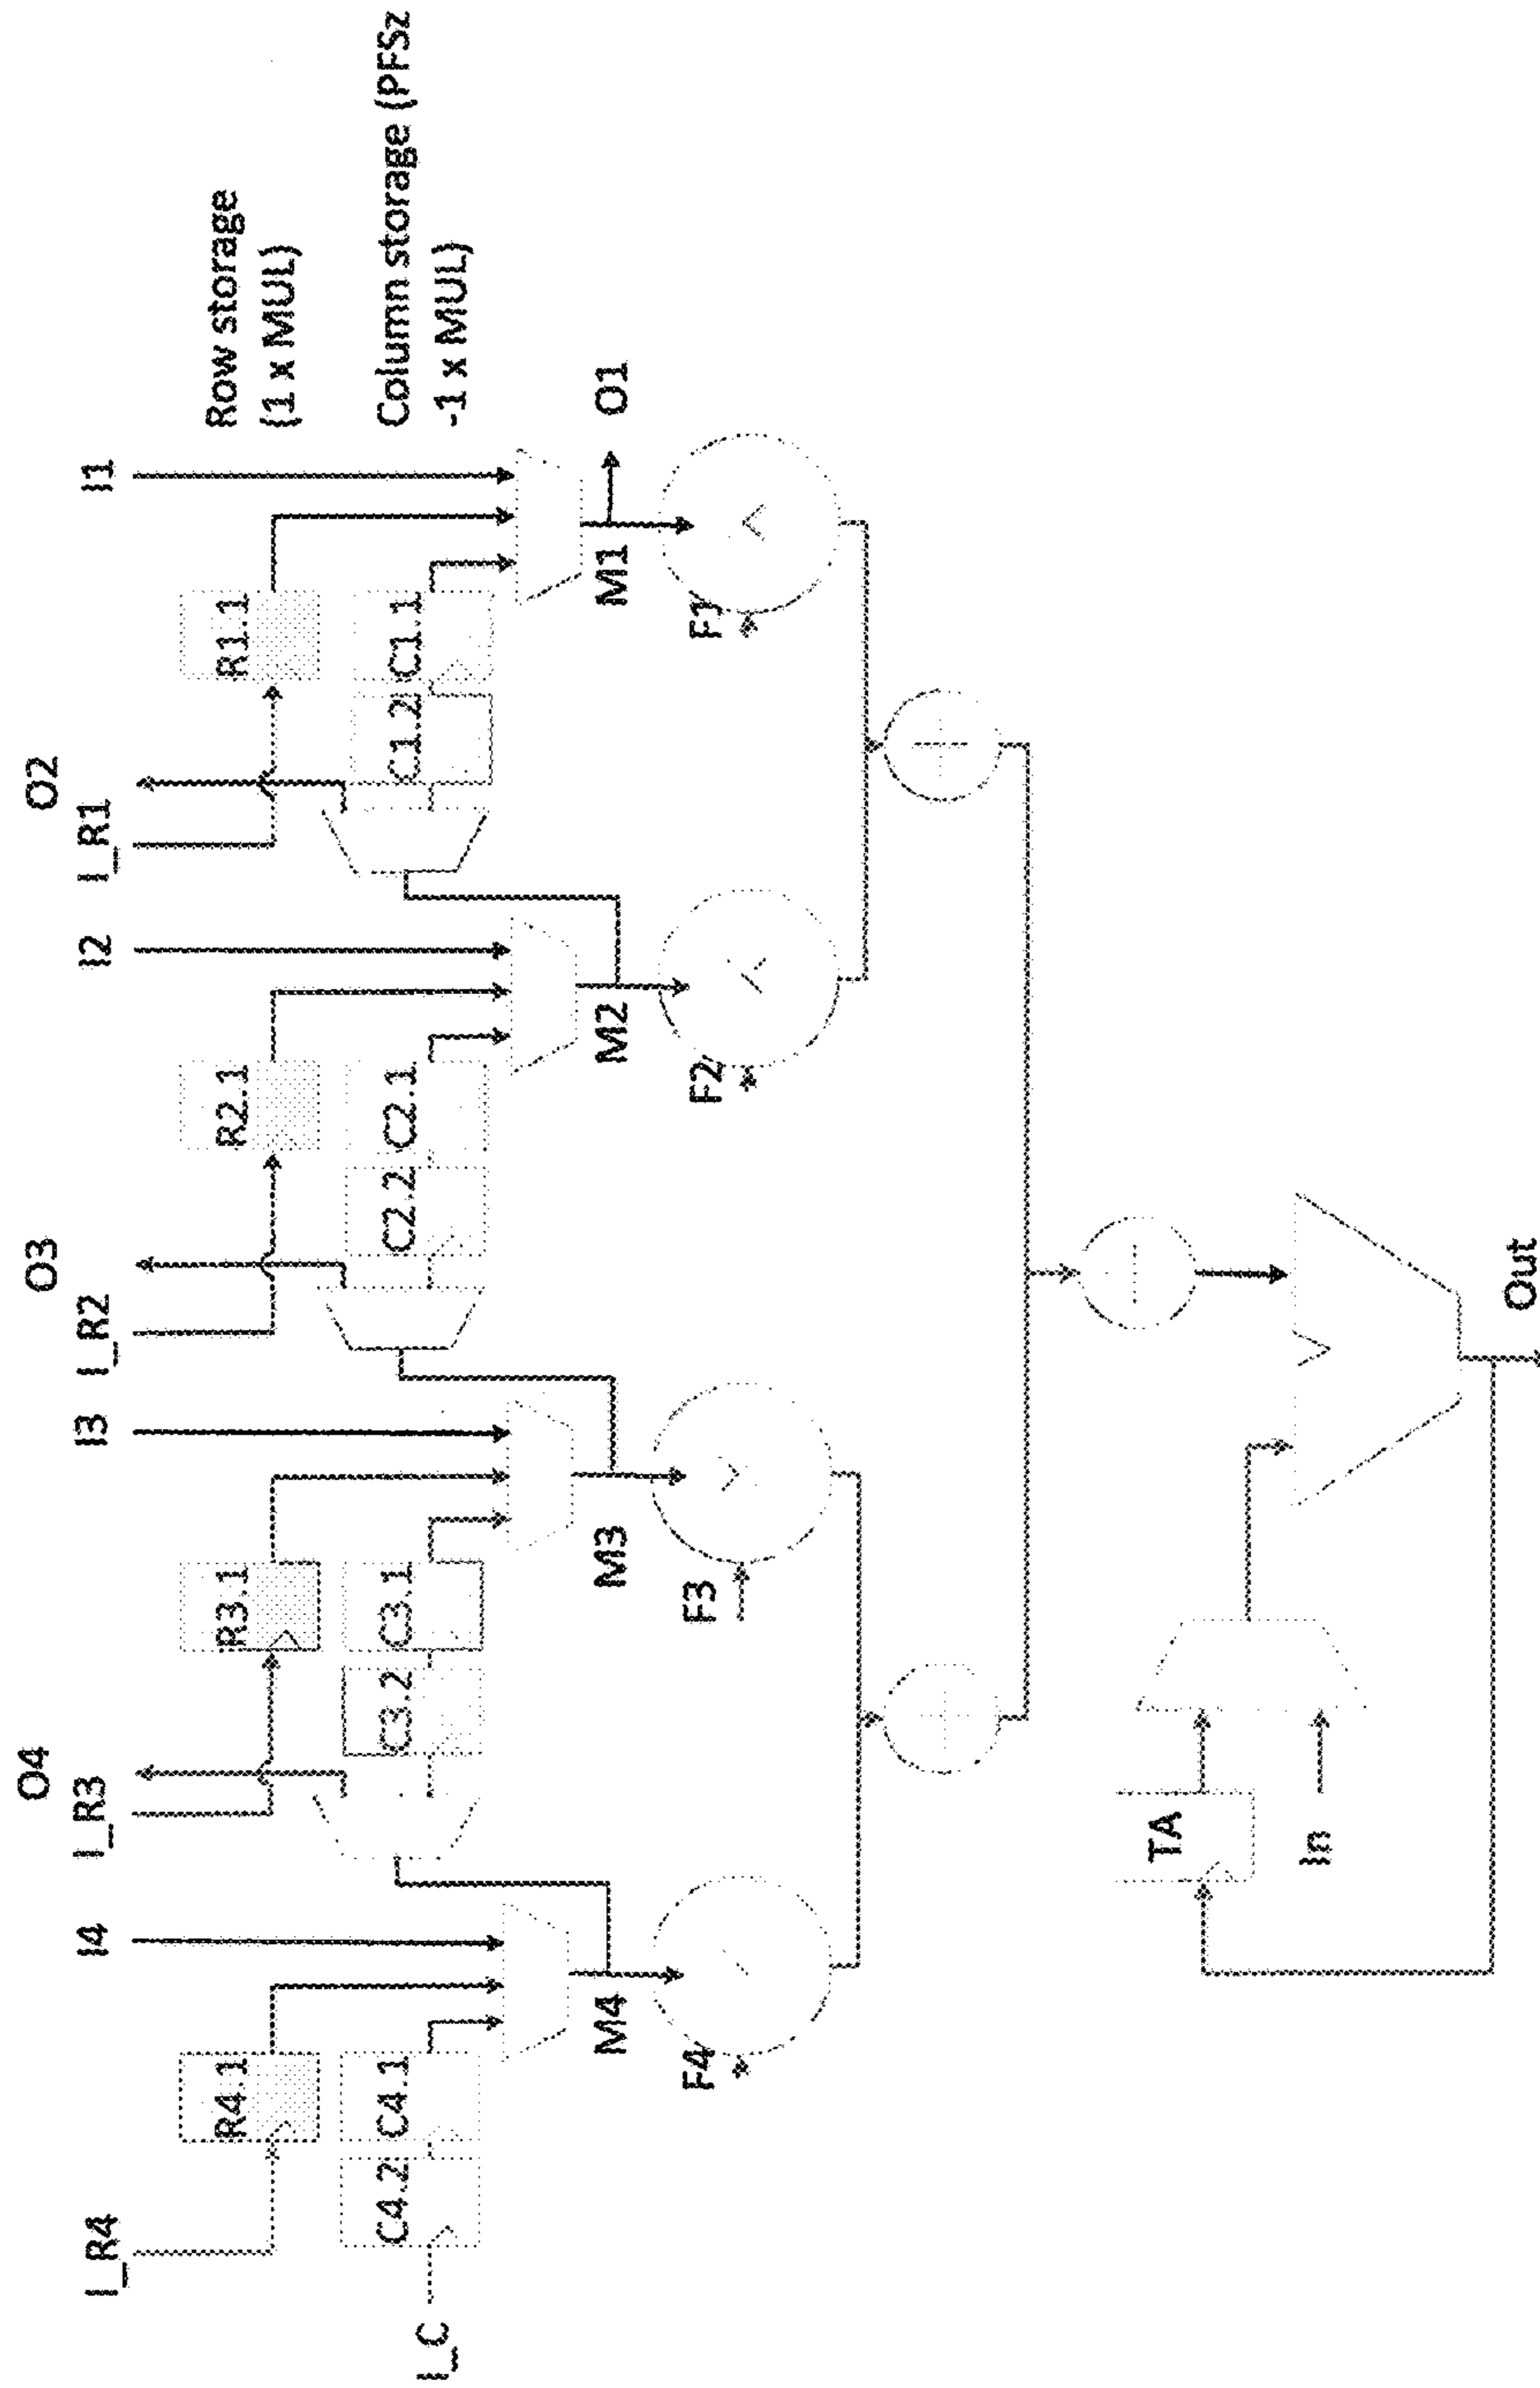 O4
O3
O2
I_R4
I4
I_R3
I3
I_R2
I2
I_R1
I1
R4.1
R3.1
R2.1
R1.1
Row storage
(1 x MUL)
C4.2
C4.1
C3.2
C3.1
C2.2
C2.1
C1.2
C1.1
Column storage (PFSz
-1 x MUL)
I_C
M4
M3
M2
M1
O1
F4
F3
F2
F1
TA
In
Out